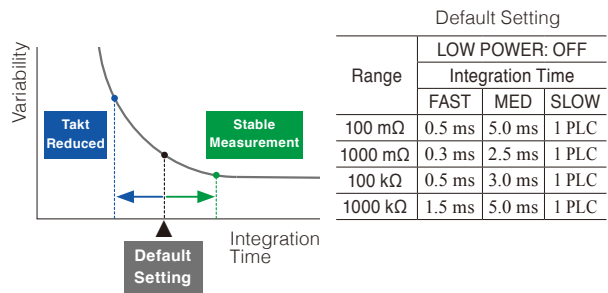 Variability
Takt
Reduced
Stable
Measurement
Integration
Time
Default
Setting
Default Setting
Range
LOW POWER: OFF
Integration Time
FAST MED SLOW
100 mΩ 0.5 ms 5.0 ms 1 PLC
1000 mΩ 0.3 ms 2.5 ms 1 PLC
100 kΩ 0.5 ms 3.0 ms 1 PLC
1000 kΩ 1.5 ms 5.0 ms 1 PLC